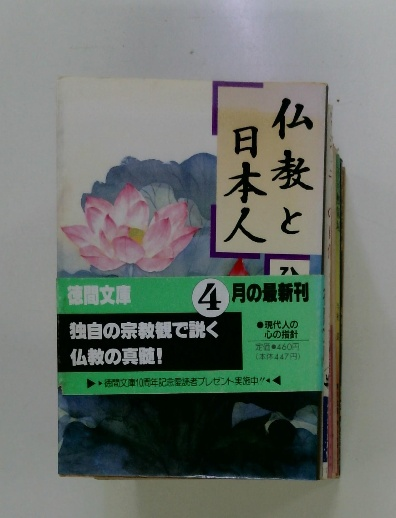 仏教と
日本人
ひ
徳間文庫
4月の最新刊
独自の宗教観で説く
仏教の真髄!
●現代人の
心の指針
定価●460円
(本体447円)
▶▶徳間文庫10周年記念愛読者プレゼント実施中!!◀◀